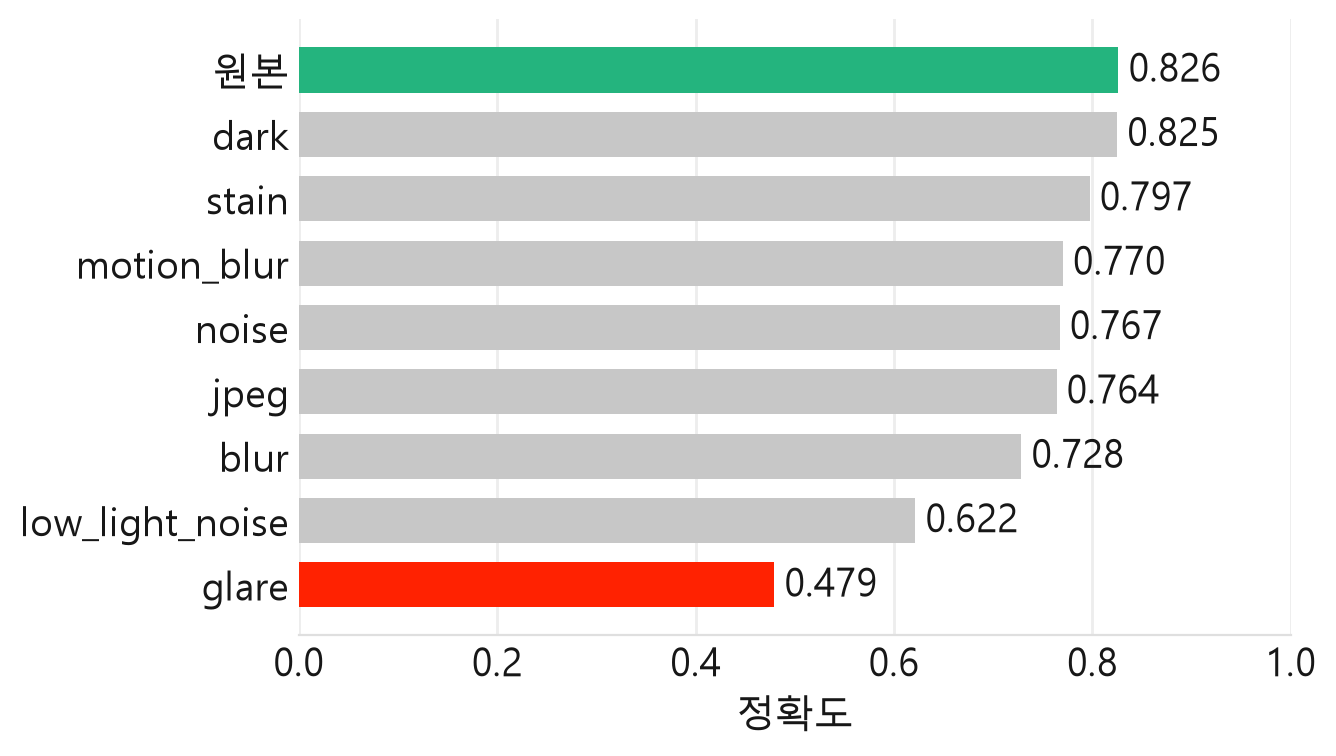 원본 0.826
dark 0.825
stain 0.797
motion_blur 0.770
noise 0.767
jpeg 0.764
blur 0.728
low_light_noise 0.622
glare 0.479
0.0 0.2 0.4 0.6 0.8 1.0
정확도